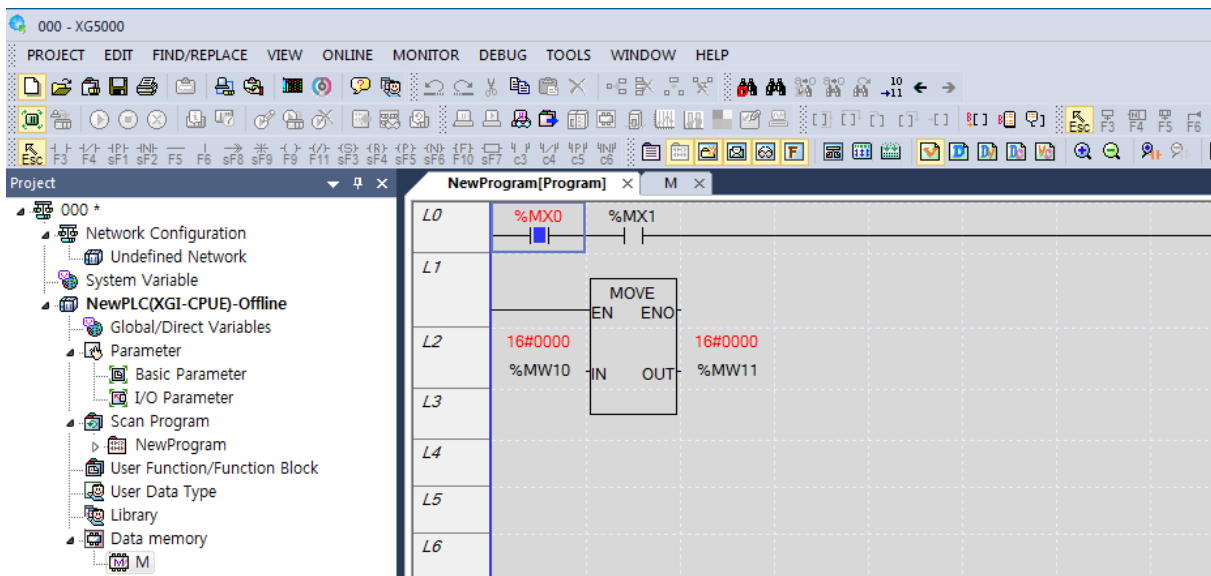 000 - XG5000
PROJECT EDIT FIND/REPLACE VIEW ONLINE MONITOR DEBUG TOOLS WINDOW HELP
10
11
Esc F3 F4 F5 F6
Esc F3 F4 sF1 sF2 F5 F6 sF8 sF9 F9 F11 sF3 sF4 sF5 sF6 F10 sF7 c3 c4 c5 c6
Project
NewProgram[Program] × M ×
000 *
Network Configuration
Undefined Network
System Variable
NewPLC(XGI-CPUE)-Offline
Global/Direct Variables
Parameter
Basic Parameter
I/O Parameter
Scan Program
NewProgram
User Function/Function Block
User Data Type
Library
Data memory
M
L0 %MX0 %MX1
L1
MOVE
EN ENO
L2 16#0000 16#0000
%MW10 IN OUT %MW11
L3
L4
L5
L6